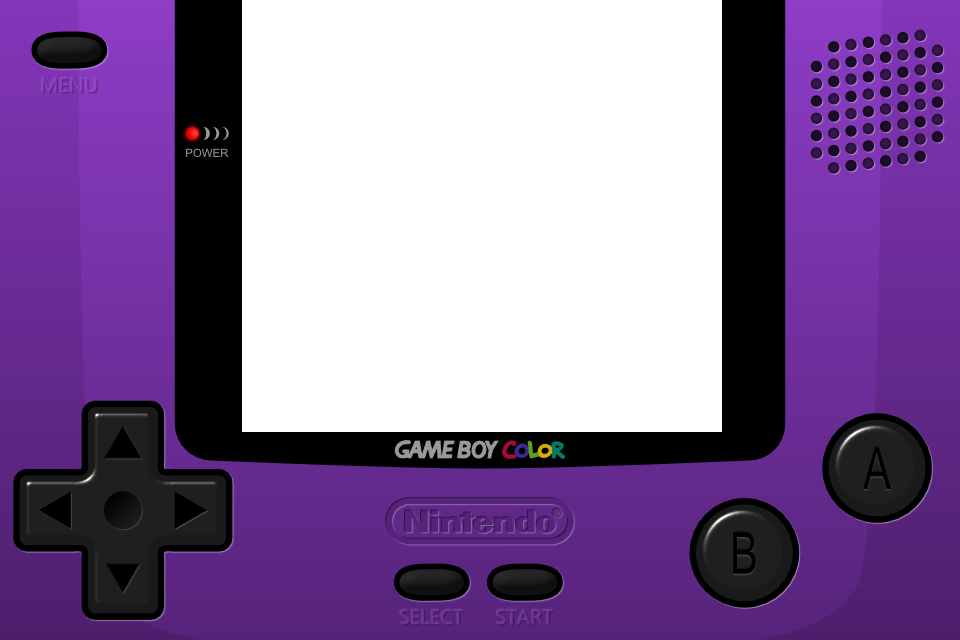 MENU
POWER
GAME BOY COLOR
Nintendo®
A
B
SELECT START